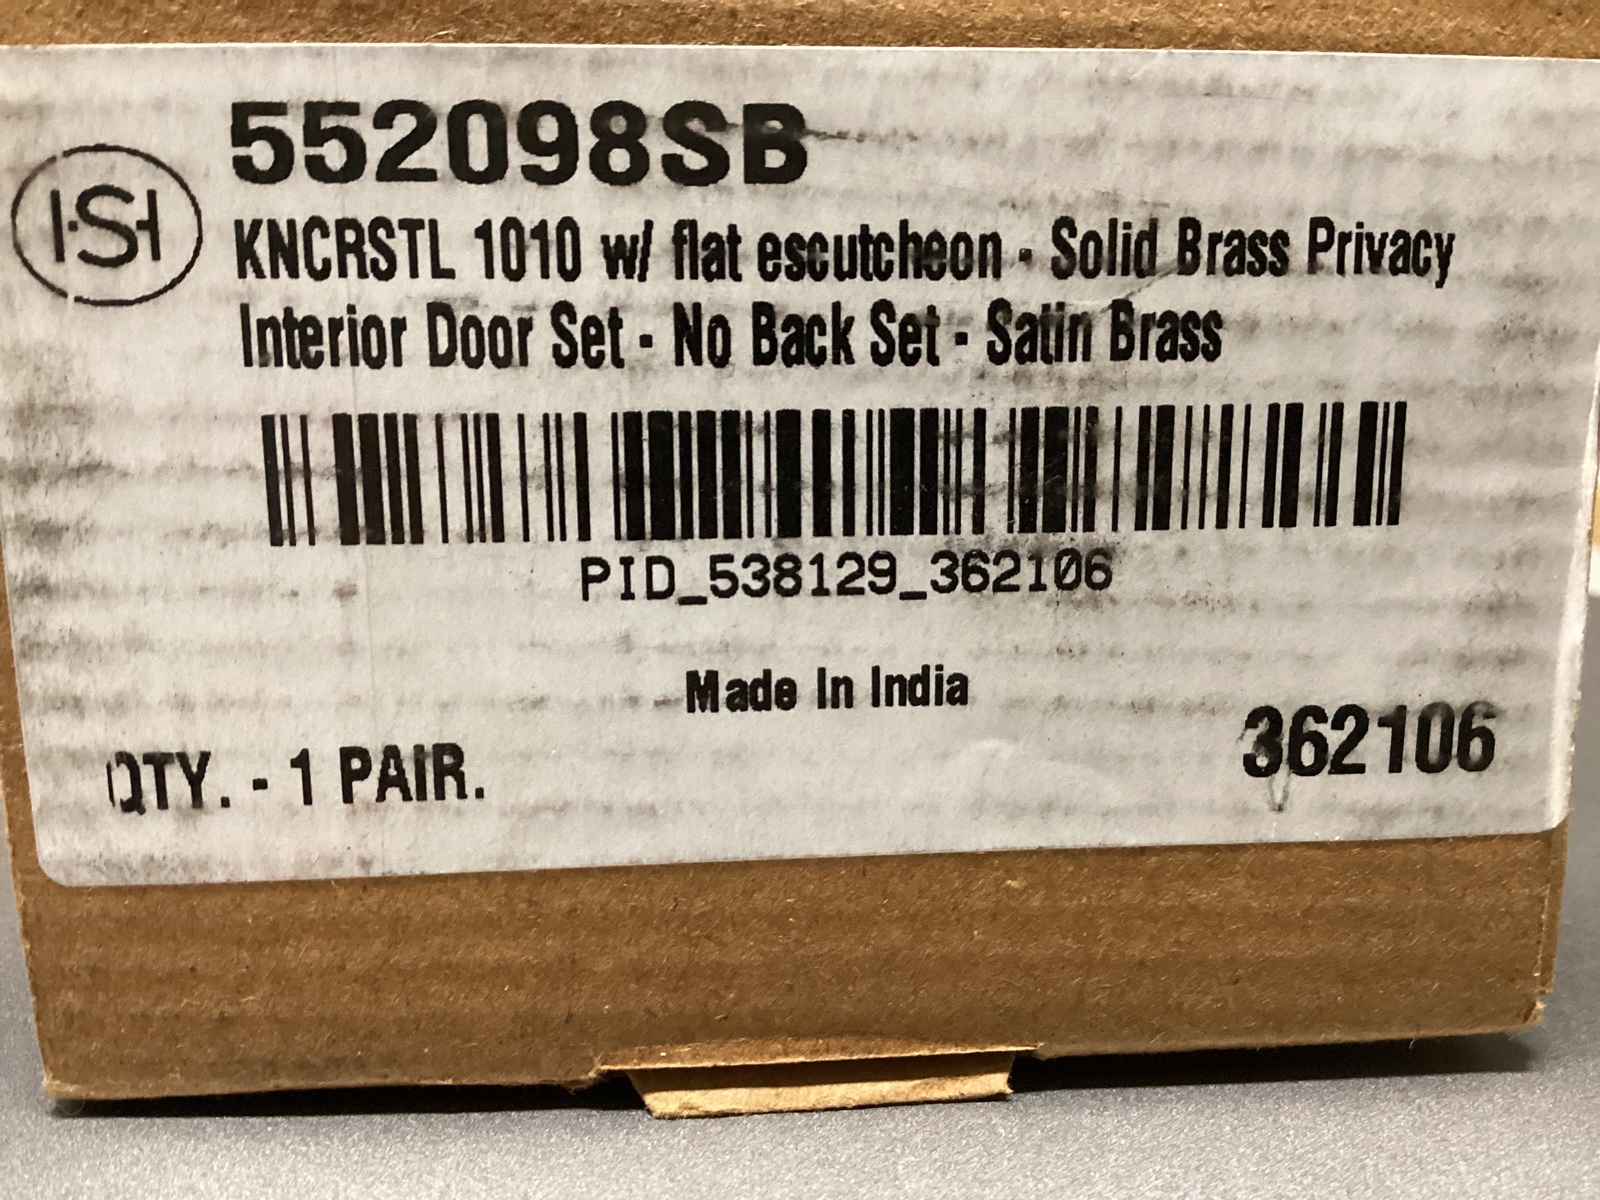 552098SB
HSH
KNCRSTL 1010 w/ flat escutcheon - Solid Brass Privacy
Interior Door Set - No Back Set - Satin Brass
PID_538129_362106
Made In India
362106
QTY. - 1 PAIR.